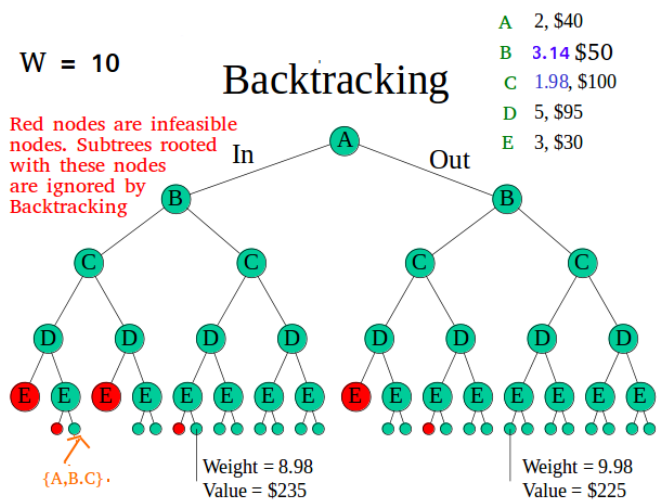 W = 10
Backtracking
A 2, $40
B 3.14 $50
C 1.98, $100
D 5, $95
E 3, $30
Red nodes are infeasible
nodes. Subtrees rooted
with these nodes
are ignored by
Backtracking
In
Out
A
B B
C C C C
D D D D D D D D
E E E E E E E E E E E E E E E E
{A,B.C}.
Weight = 8.98
Value = $235
Weight = 9.98
Value = $225